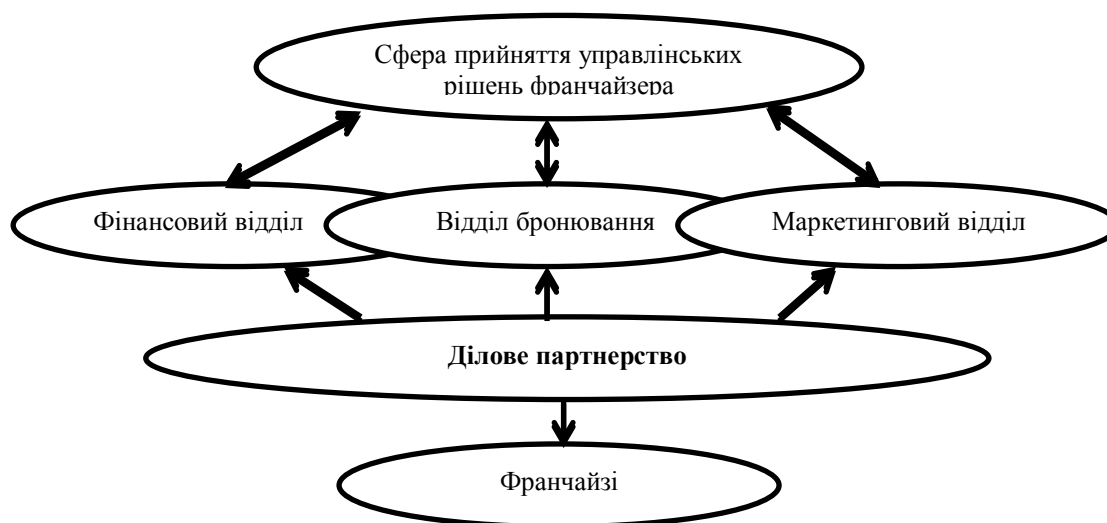 Сфера прийняття управлінських
рішень франчайзера
Фінансовий відділ
Відділ бронювання
Маркетинговий відділ
Ділове партнерство
Франчайзі